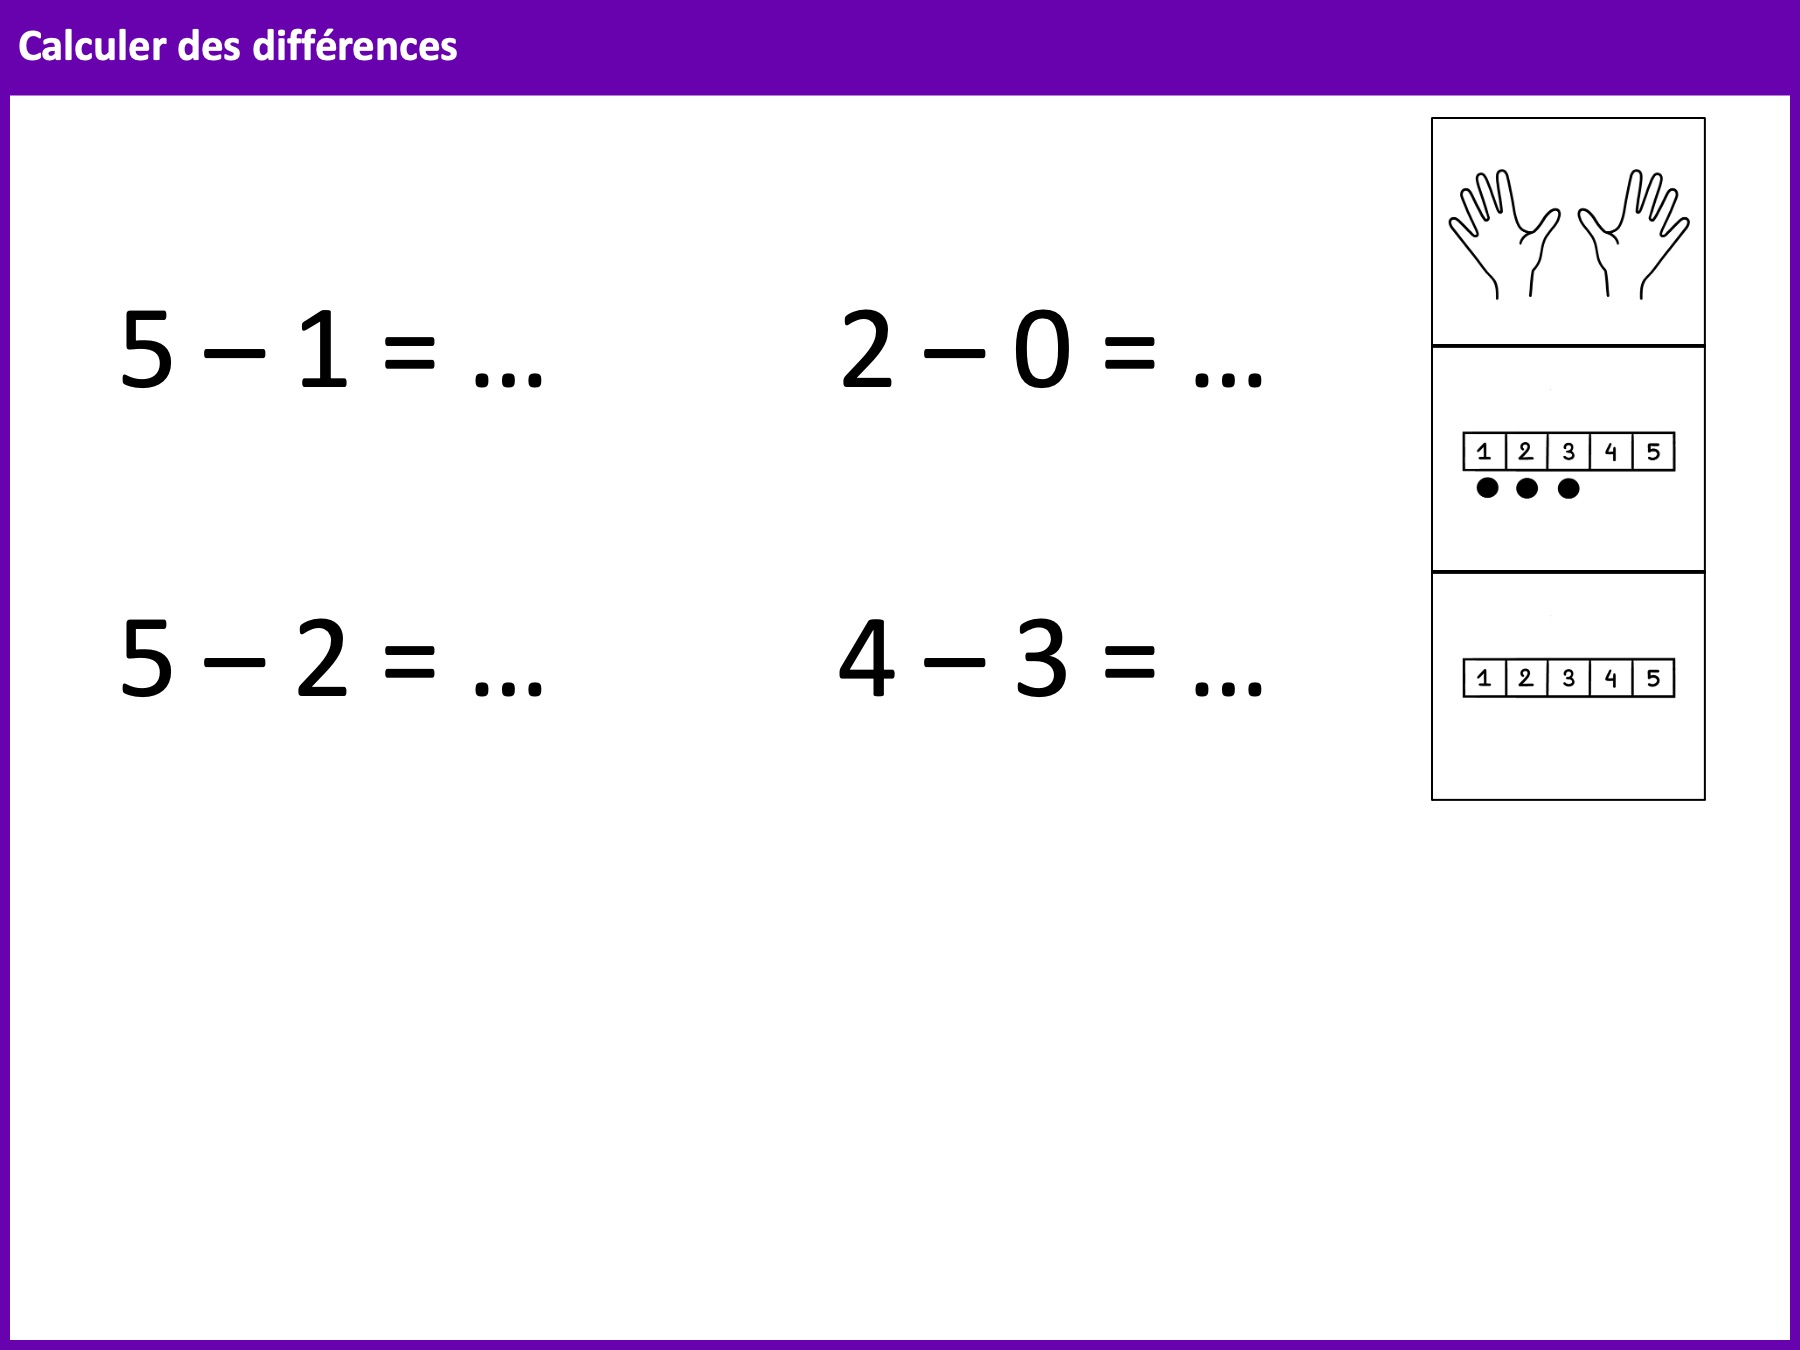 Calculer des différences
5 – 1 = ...
2 – 0 = ...
5 – 2 = ...
4 – 3 = ...
1 2 3 4 5
1 2 3 4 5